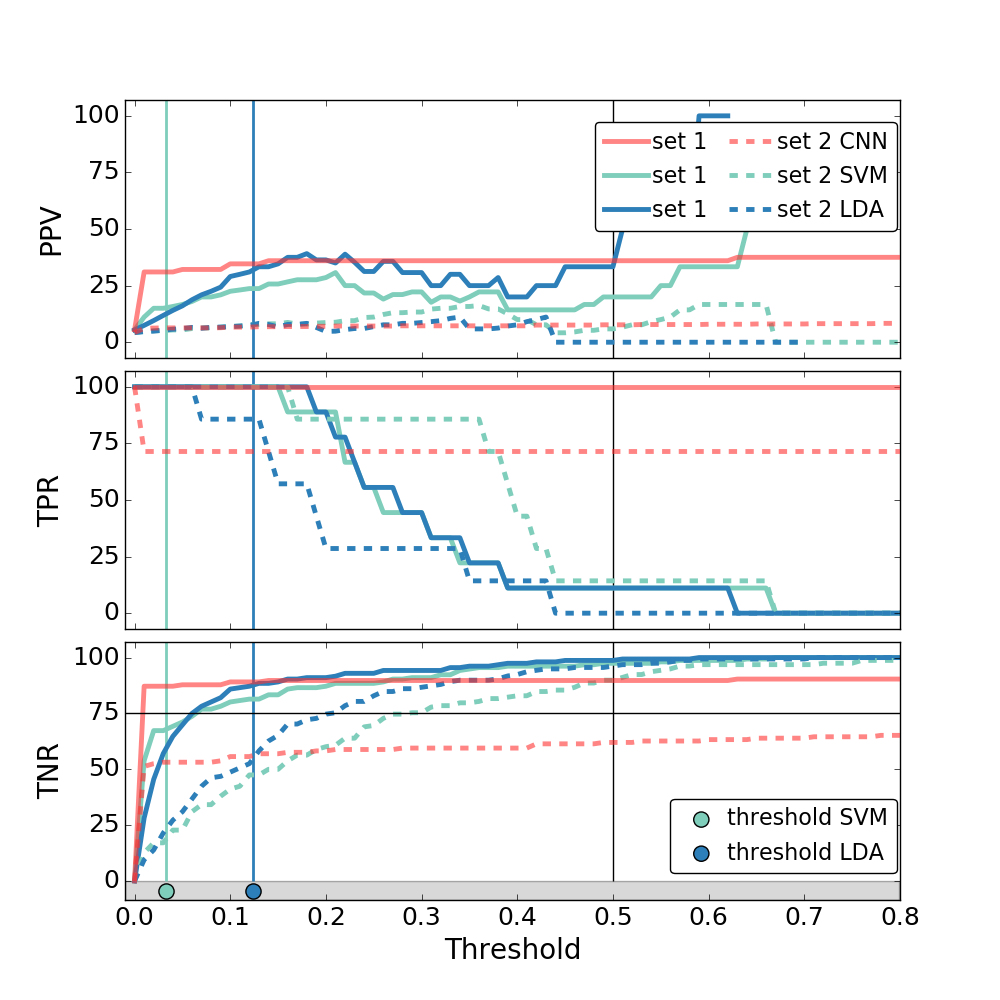 100
75
50
25
0
PPV
set 1 set 2 CNN
set 1 set 2 SVM
set 1 set 2 LDA
100
75
50
25
0
TPR
100
75
50
25
0
TNR
threshold SVM
threshold LDA
0.0 0.1 0.2 0.3 0.4 0.5 0.6 0.7 0.8
Threshold